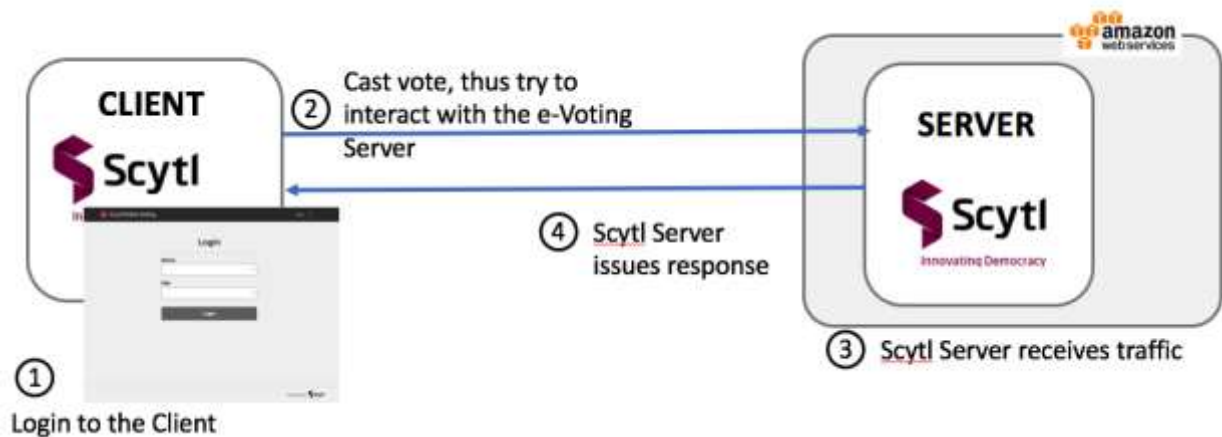 amazon
webservices
CLIENT
Scytl
2
Cast vote, thus try to
interact with the e-Voting
Server
SERVER
Scytl
Innovating Democracy
4
Scytl Server
issues response
Login
Login
3
Scytl Server receives traffic
1
Login to the Client